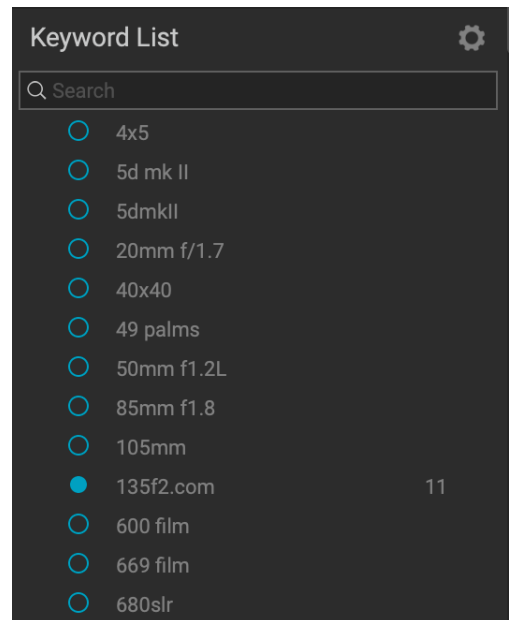 Keyword List
Search
4x5
5d mk II
5dmkII
20mm f/1.7
40x40
49 palms
50mm f1.2L
85mm f1.8
105mm
135f2.com 11
600 film
669 film
680slr